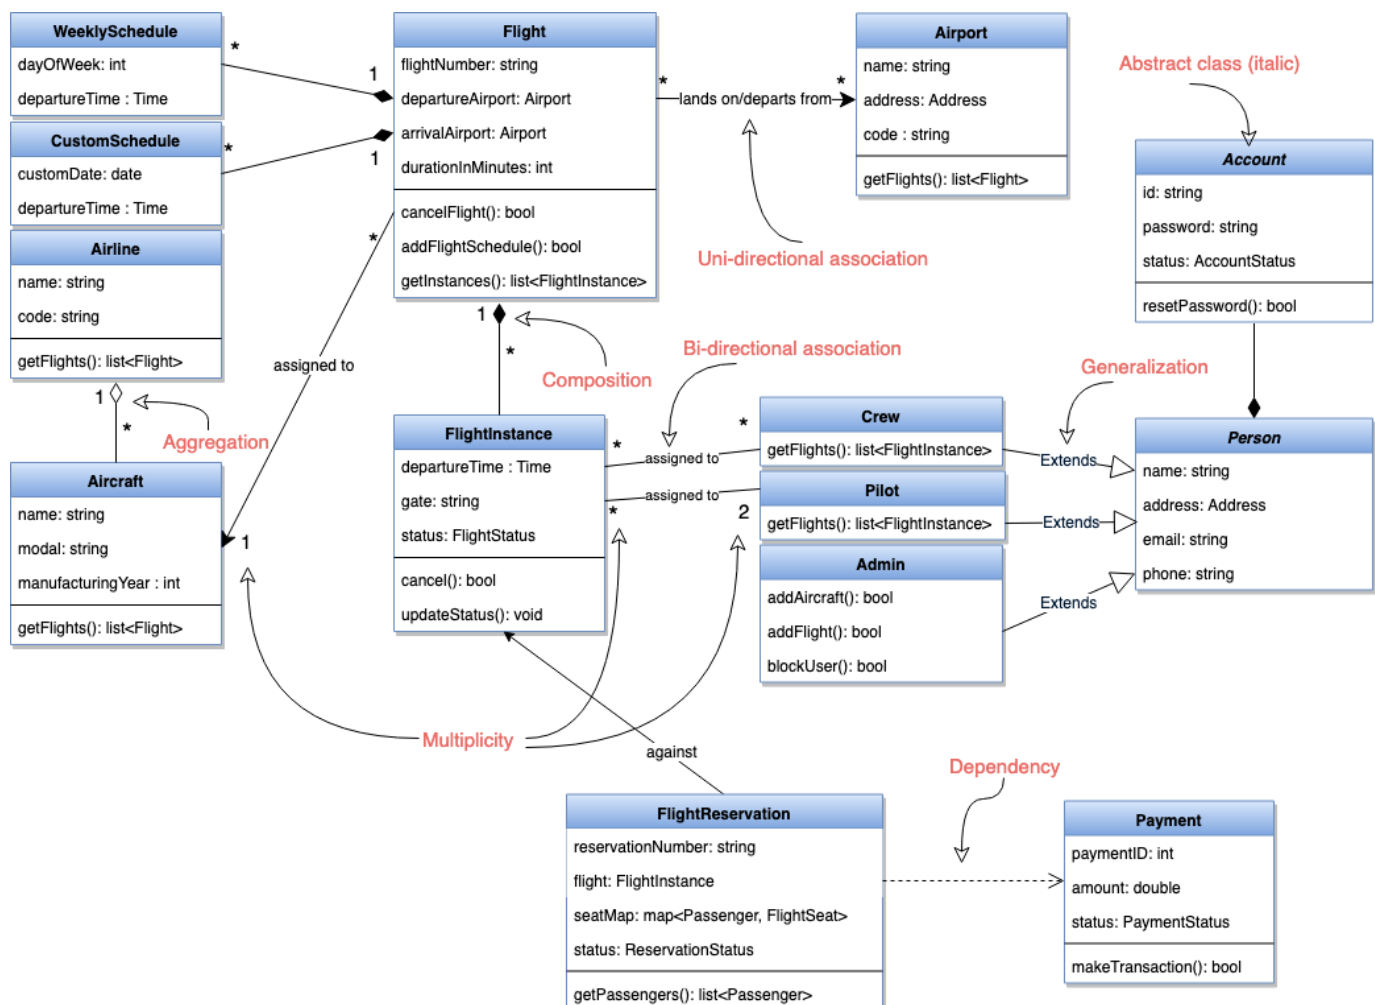 WeeklySchedule
dayOfWeek: int
departureTime : Time
CustomSchedule
customDate: date
departureTime : Time
Airline
name: string
code: string
getFlights(): list<Flight>
1
*
Aggregation
Aircraft
name: string
modal: string
manufacturingYear : int
getFlights(): list<Flight>
*
1
*
1
Flight
flightNumber: string
departureAirport: Airport
arrivalAirport: Airport
durationInMinutes: int
cancelFlight(): bool
addFlightSchedule(): bool
getInstances(): list<FlightInstance>
*
assigned to
1
*
lands on/departs from
*
Uni-directional association
Airport
name: string
address: Address
code : string
getFlights(): list<Flight>
Abstract class (italic)
Account
id: string
password: string
status: AccountStatus
resetPassword(): bool
1
*
Composition
Bi-directional association
Generalization
FlightInstance
departureTime : Time
gate: string
status: FlightStatus
cancel(): bool
updateStatus(): void
*
assigned to
*
*
assigned to
2
Crew
getFlights(): list<FlightInstance>
Pilot
getFlights(): list<FlightInstance>
Admin
addAircraft(): bool
addFlight(): bool
blockUser(): bool
Extends
Extends
Extends
Person
name: string
address: Address
email: string
phone: string
Multiplicity
against
Dependency
FlightReservation
reservationNumber: string
flight: FlightInstance
seatMap: map<Passenger, FlightSeat>
status: ReservationStatus
getPassengers(): list<Passenger>
Payment
paymentID: int
amount: double
status: PaymentStatus
makeTransaction(): bool